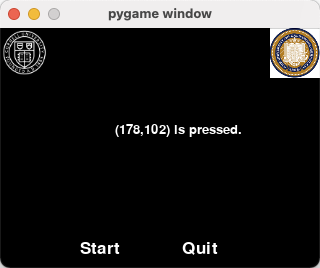 pygame window
(178,102) is pressed.
Start
Quit